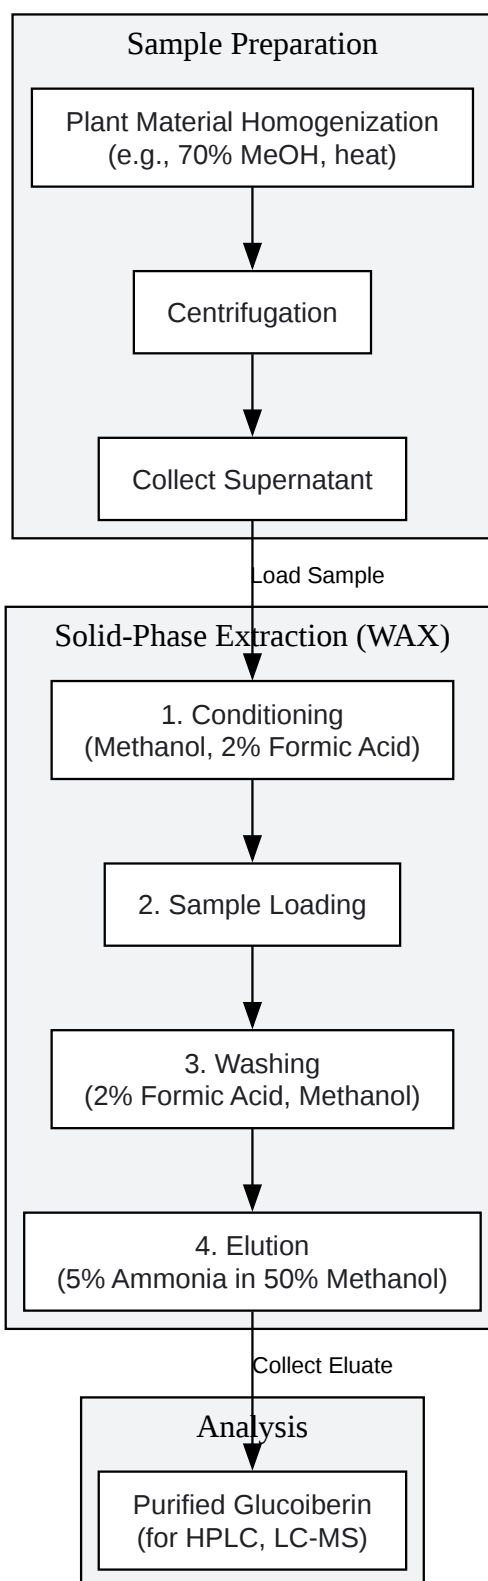 Sample Preparation
Plant Material Homogenization
(e.g., 70% MeOH, heat)
Centrifugation
Collect Supernatant
Load Sample
Solid-Phase Extraction (WAX)
1. Conditioning
(Methanol, 2% Formic Acid)
2. Sample Loading
3. Washing
(2% Formic Acid, Methanol)
4. Elution
(5% Ammonia in 50% Methanol)
Collect Eluate
Analysis
Purified Glucoiberin
(for HPLC, LC-MS)